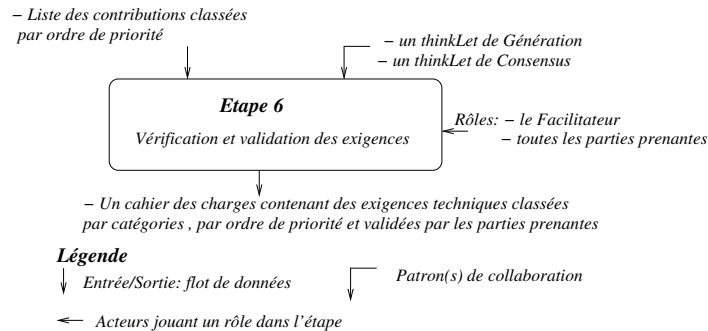 − Liste des contributions classées
par ordre de priorité
− un thinkLet de Génération
− un thinkLet de Consensus
Etape 6
Vérification et validation des exigences
Rôles: − le Facilitateur
− toutes les parties prenantes
− Un cahier des charges contenant des exigences techniques classées
par catégories , par ordre de priorité et validées par les parties prenantes
Légende
Entrée/Sortie: flot de données
Patron(s) de collaboration
Acteurs jouant un rôle dans l'étape